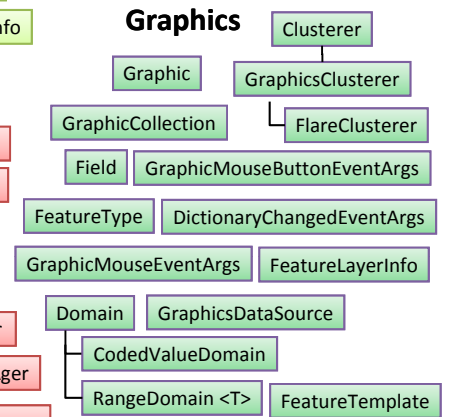 nfo
Graphics
Clusterer
Graphic
GraphicsClusterer
GraphicCollection
FlareClusterer
Field
GraphicMouseButtonEventArgs
FeatureType
DictionaryChangedEventArgs
GraphicMouseEventArgs
FeatureLayerInfo
Domain
GraphicsDataSource
CodedValueDomain
ger
RangeDomain <T>
FeatureTemplate